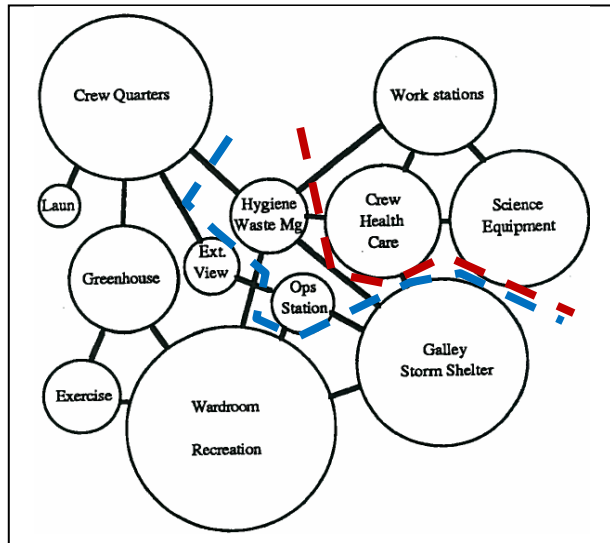 Crew Quarters
Work stations
Laun
Hygiene
Waste Mg
Crew
Health
Care
Science
Equipment
Ext.
View
Greenhouse
Ops
Station
Galley
Storm Shelter
Exercise
Wardroom
Recreation